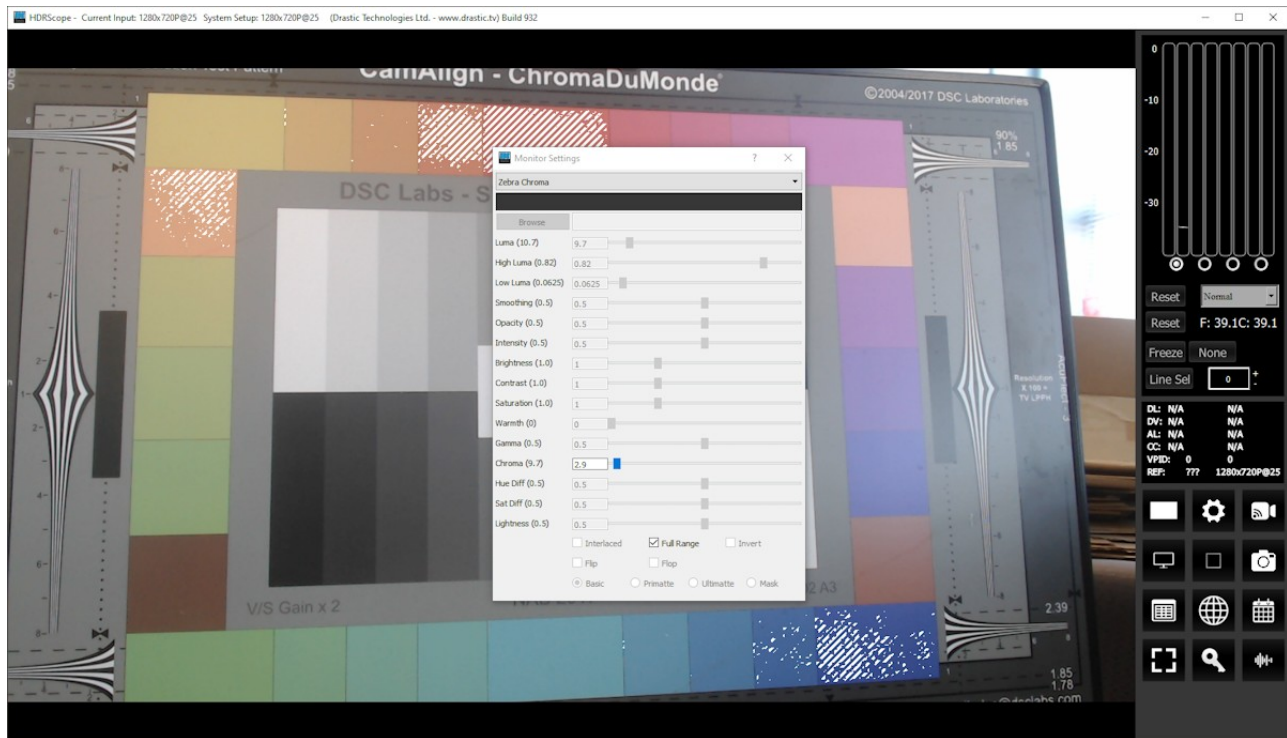 HDRScope - Current Input: 1280x720P@25 System Setup: 1280x720P@25 (Drastic Technologies Ltd. - www.drastic.tv) Build 932
CamAlign - ChromaDuMonde
©2004/2017 DSC Laboratories
90%
1.85
DSC Labs - S
Resolution
TV LPPH
V/S Gain x 2
A3
2.39
1.85
1.78
Monitor Settings
Zebra Chroma
Browse
Luma (10.7) 9.7
High Luma (0.82) 0.82
Low Luma (0.0625) 0.0625
Smoothing (0.5) 0.5
Opacity (0.5) 0.5
Intensity (0.5) 0.5
Brightness (1.0) 1
Contrast (1.0) 1
Saturation (1.0) 1
Warmth (0) 0
Gamma (0.5) 0.5
Chroma (9.7) 2.9
Hue Diff (0.5) 0.5
Sat Diff (0.5) 0.5
Lightness (0.5) 0.5
Interlaced Full Range Invert
Flip Flop
Basic Primatte Ultimatte Mask
0
-10
-20
-30
Reset Normal
Reset F: 39.1C: 39.1
Freeze None
Line Sel 0 + -
DL: N/A N/A
DV: N/A N/A
AL: N/A N/A
CC: N/A N/A
VPID: 0 0
REF: ??? 1280x720P@25